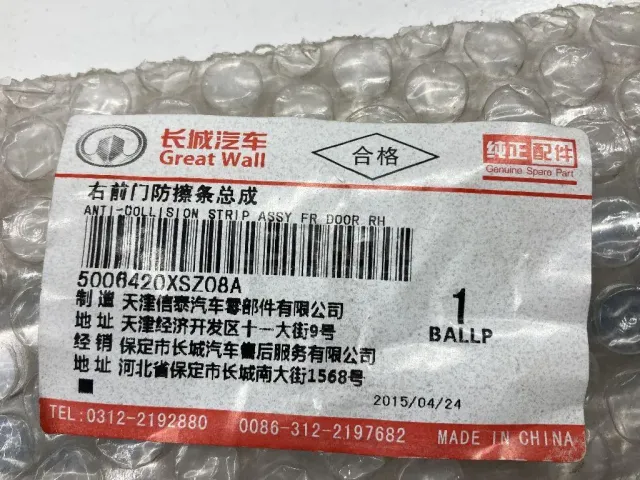 长城汽车
Great Wall
合格
纯正配件
Genuine Spare Part
右前门防擦条总成
ANTI-COLLISION STRIP ASSY FR DOOR RH
5006420XSZ08A
制 造 天津信泰汽车零部件有限公司
地 址 天津经济开发区十一大街9号
经 销 保定市长城汽车售后服务有限公司
地 址 河北省保定市长城南大街1568号
1
BALLP
2015/04/24
TEL:0312-2192880 0086-312-2197682 MADE IN CHINA